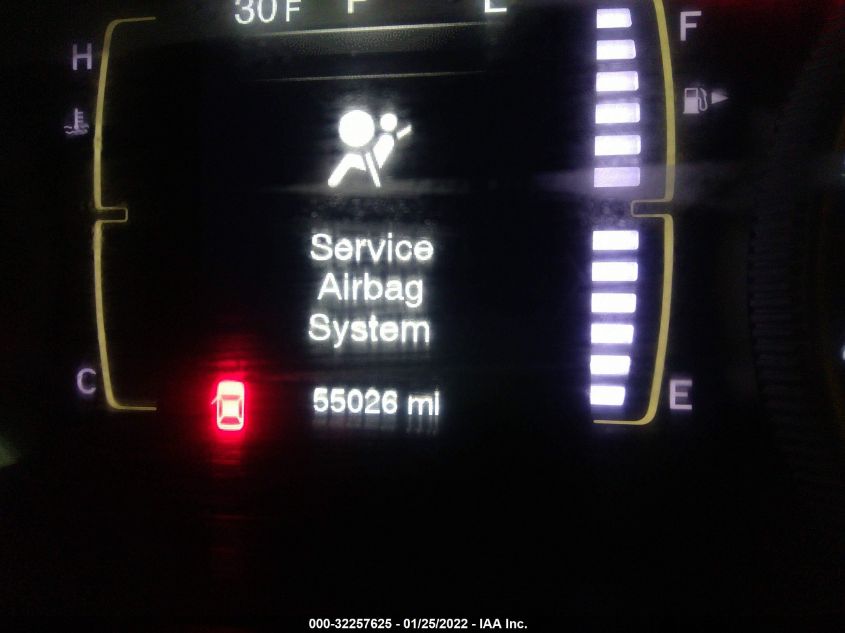 30F
H
F
Service
Airbag
System
C
55026 mi
E
000-32257625 - 01/25/2022 - IAA Inc.